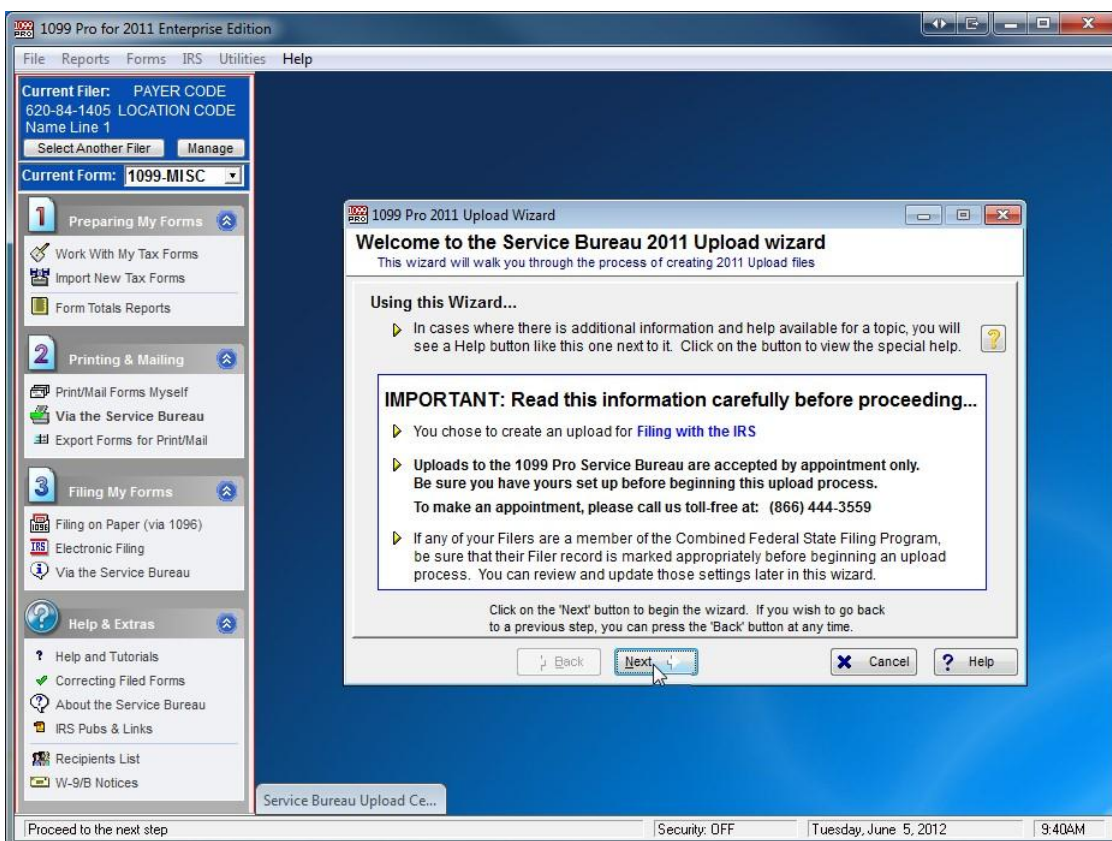 1099 Pro for 2011 Enterprise Edition
File Reports Forms IRS Utilities Help
Current Filer: PAYER CODE
620-84-1405 LOCATION CODE
Name Line 1
Select Another Filer Manage
Current Form: 1099-MISC
1 Preparing My Forms
Work With My Tax Forms
Import New Tax Forms
Form Totals Reports
2 Printing & Mailing
Print/Mail Forms Myself
Via the Service Bureau
Export Forms for Print/Mail
3 Filing My Forms
Filing on Paper (via 1096)
Electronic Filing
Via the Service Bureau
Help & Extras
Help and Tutorials
Correcting Filed Forms
About the Service Bureau
IRS Pubs & Links
Recipients List
W-9/B Notices
1099 Pro 2011 Upload Wizard
Welcome to the Service Bureau 2011 Upload wizard
This wizard will walk you through the process of creating 2011 Upload files
Using this Wizard...
In cases where there is additional information and help available for a topic, you will
see a Help button like this one next to it. Click on the button to view the special help.
IMPORTANT: Read this information carefully before proceeding...
You chose to create an upload for Filing with the IRS
Uploads to the 1099 Pro Service Bureau are accepted by appointment only.
Be sure you have yours set up before beginning this upload process.
To make an appointment, please call us toll-free at: (866) 444-3559
If any of your Filers are a member of the Combined Federal State Filing Program,
be sure that their Filer record is marked appropriately before beginning an upload
process. You can review and update those settings later in this wizard.
Click on the 'Next' button to begin the wizard. If you wish to go back
to a previous step, you can press the 'Back' button at any time.
Back Next Cancel ? Help
Service Bureau Upload Ce...
Proceed to the next step Security: OFF Tuesday, June 5, 2012 9:40AM